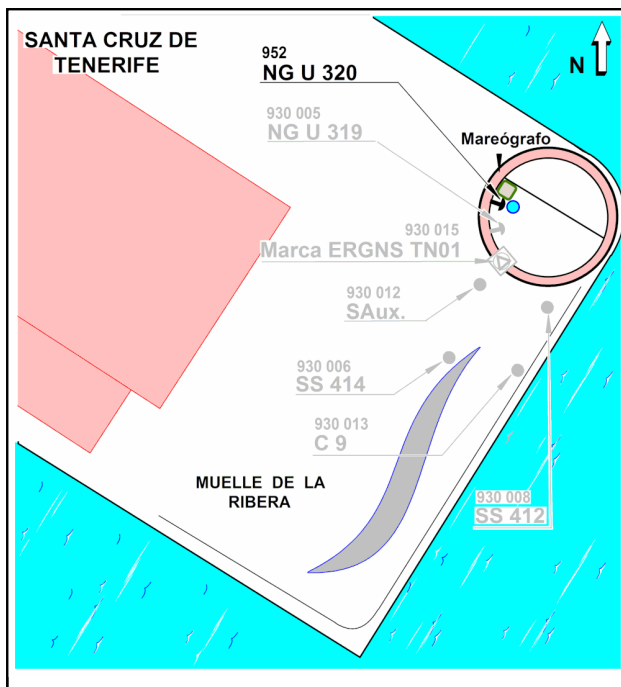 SANTA CRUZ DE
TENERIFE
N
952
NG U 320
930 005
NG U 319
Mareógrafo
930 015
Marca ERGNS TN01
930 012
SAux.
930 006
SS 414
930 013
C 9
MUELLE DE LA
RIBERA
930 008
SS 412